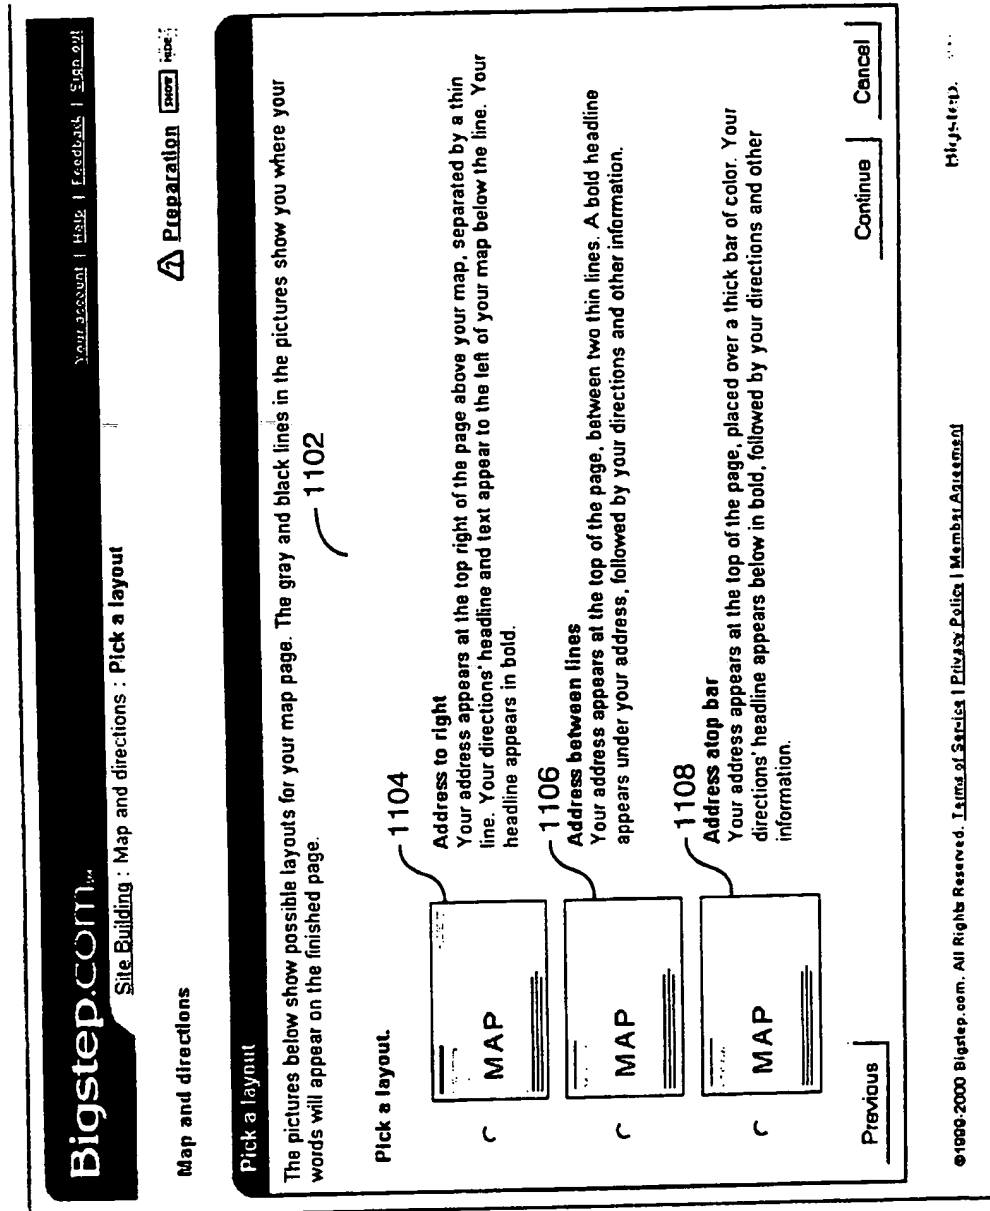 Bigstep.com
Your account | Help | Feedback | Sign out
Site Building : Map and directions : Pick a layout
Map and directions
Preparation SHOW HIDE
Pick a layout
The pictures below show possible layouts for your map page. The gray and black lines in the pictures show you where your
words will appear on the finished page.
1102
Pick a layout.
1104
MAP
Address to right
Your address appears at the top right of the page above your map, separated by a thin
line. Your directions' headline and text appear to the left of your map below the line. Your
headline appears in bold.
1106
MAP
Address between lines
Your address appears at the top of the page, between two thin lines. A bold headline
appears under your address, followed by your directions and other information.
1108
MAP
Address atop bar
Your address appears at the top of the page, placed over a thick bar of color. Your
directions' headline appears below in bold, followed by your directions and other
information.
Previous
Continue
Cancel
©1999-2000 Bigstep.com. All Rights Reserved. Terms of Service | Privacy Policy | Member Agreement
Bigstep.